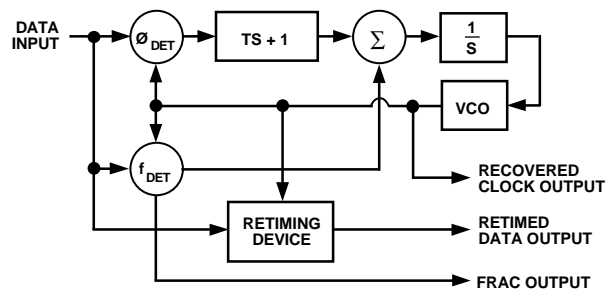 DATA
INPUT
Ø DET
TS + 1
Σ
1
S
VCO
f DET
RECOVERED
CLOCK OUTPUT
RETIMING
DEVICE
RETIMED
DATA OUTPUT
FRAC OUTPUT